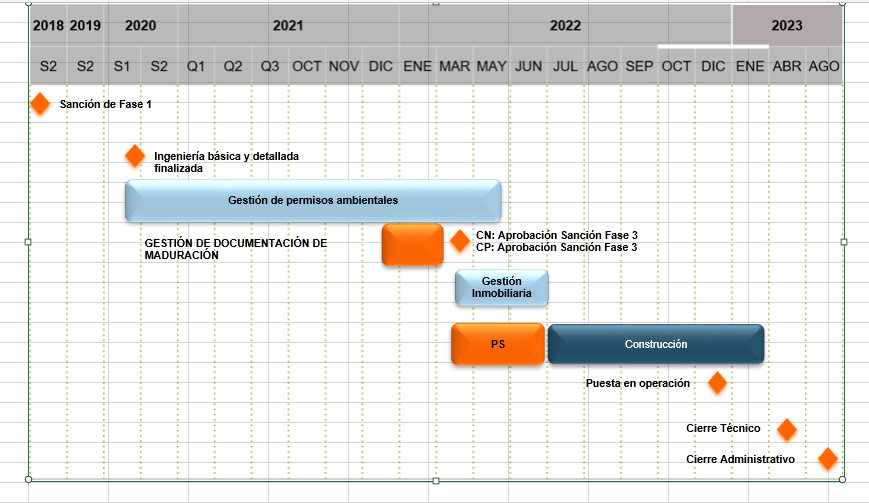 2018 2019 2020 2021 2022 2023
S2 S2 S1 S2 Q1 Q2 Q3 OCT NOV DIC ENE MAR MAY JUN JUL AGO SEP OCT DIC ENE ABR AGO
Sanción de Fase 1
Ingeniería básica y detallada
finalizada
Gestión de permisos ambientales
GESTIÓN DE DOCUMENTACIÓN DE
MADURACIÓN
CN: Aprobación Sanción Fase 3
CP: Aprobación Sanción Fase 3
Gestión
Inmobiliaria
PS
Construcción
Puesta en operación
Cierre Técnico
Cierre Administrativo